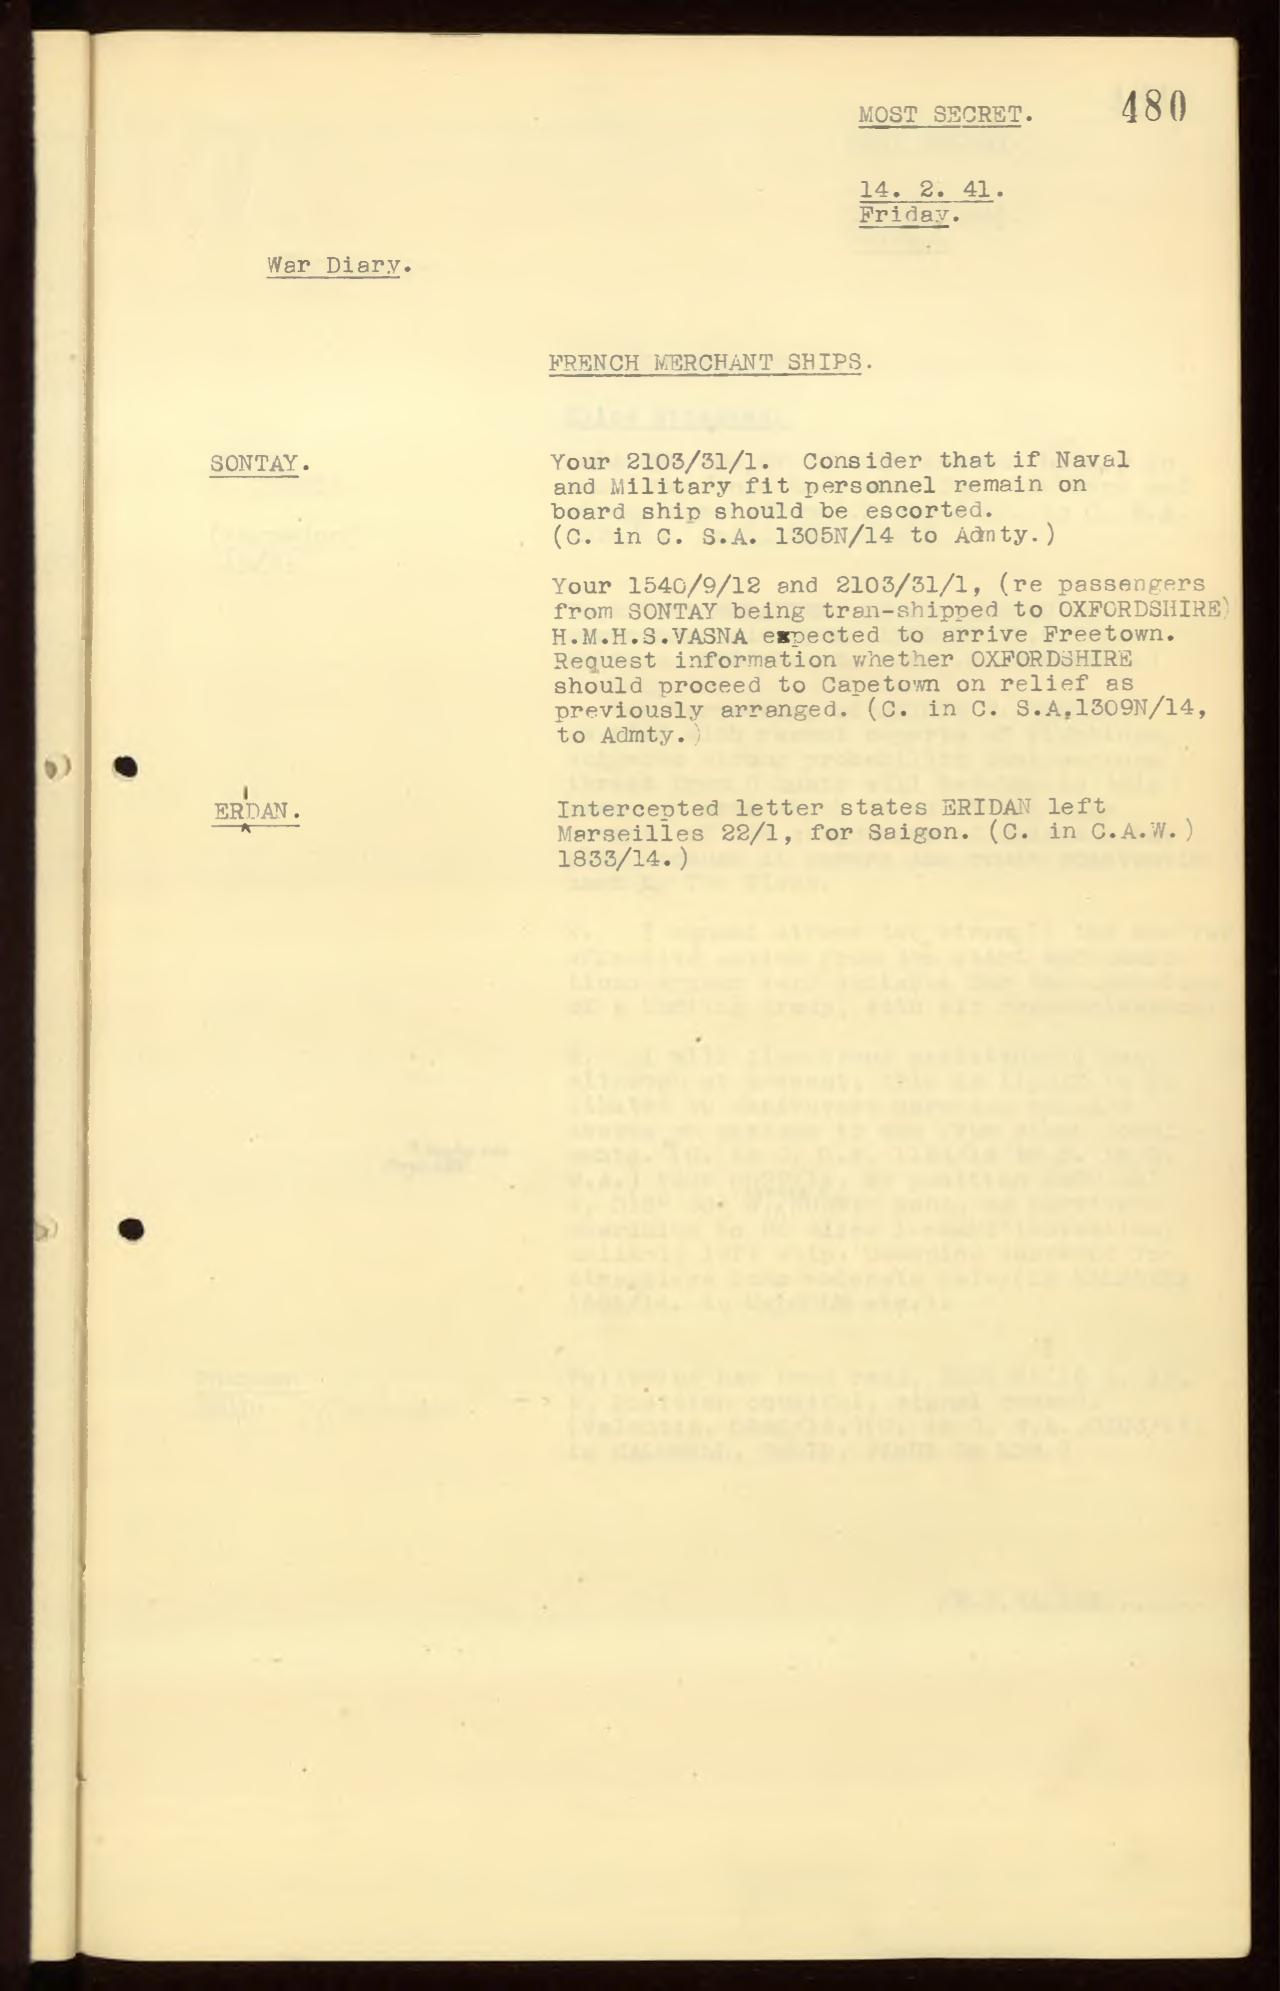 MOST SECRET. 480
14. 2. 41.
Friday.
War Diary.
FRENCH MERCHANT SHIPS.
SONTAY. Your 2103/31/1. Consider that if Naval
and Military fit personnel remain on
board ship should be escorted.
(C. in C. S.A. 1305N/14 to Admty.)
Your 1540/9/12 and 2103/31/1, (re passengers
from SONTAY being tran-shipped to OXFORDSHIRE)
H.M.H.S.VASNA expected to arrive Freetown.
Request information whether OXFORDSHIRE
should proceed to Capetown on relief as
previously arranged. (C. in C. S.A.1309N/14,
to Admty.)
ERIDAN. Intercepted letter states ERIDAN left
Marseilles 22/1, for Saigon. (C. in C.A.W.)
1833/14.)